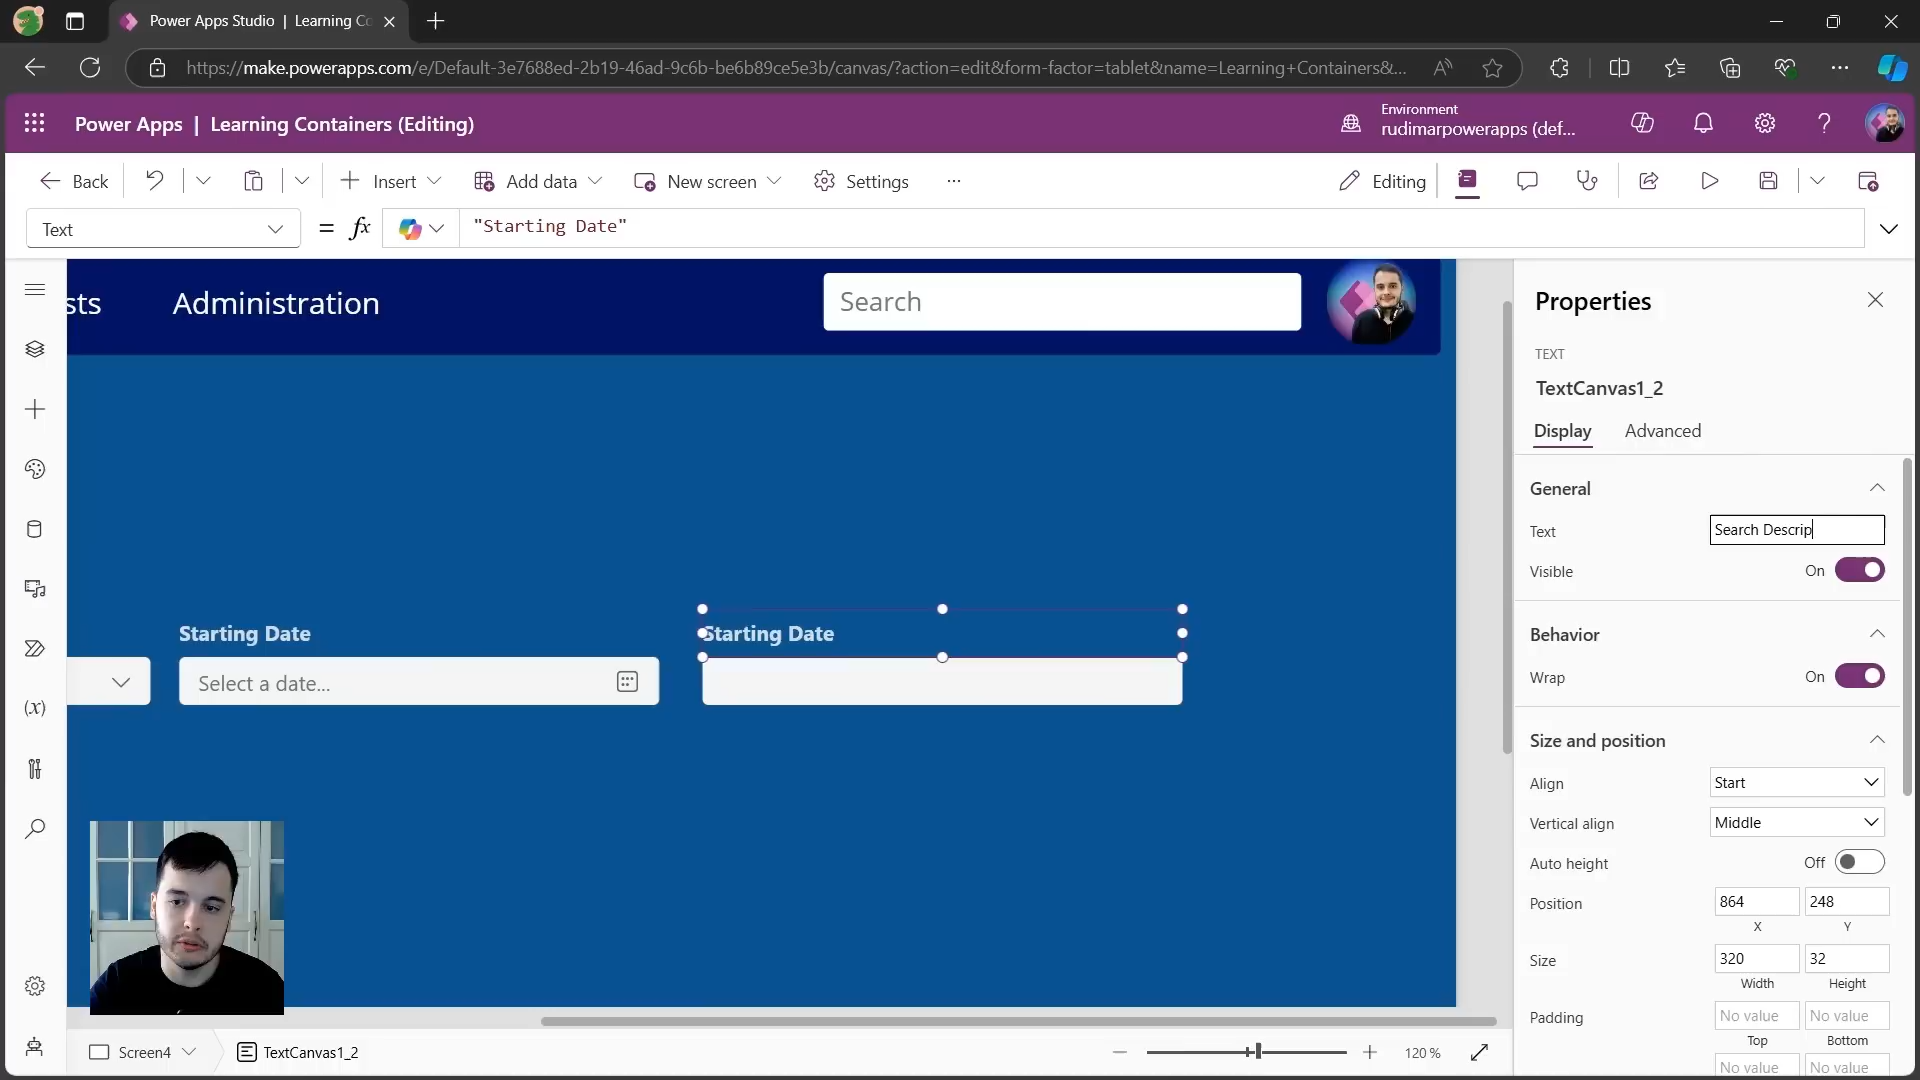 Power Apps Studio | Learning Co
https://make.powerapps.com/e/Default-3e7688ed-2b19-46ad-9c6b-be6b89ce5e3b/canvas/?action=edit&form-factor=tablet&name=Learning+Containers&...
Power Apps | Learning Containers (Editing)
Environment
rudimarpowerapps (def...
Back
Insert
Add data
New screen
Settings
...
Editing
Text
= fx
"Starting Date"
sts
Administration
Search
Starting Date
Select a date...
Starting Date
Properties
TEXT
TextCanvas1_2
Display
Advanced
General
Text
Search Descrip
Visible
On
Behavior
Wrap
On
Size and position
Align
Start
Vertical align
Middle
Auto height
Off
Position
864
248
X
Y
Size
320
32
Width
Height
Padding
No value
No value
Top
Bottom
No value
No value
(x)
Screen4
TextCanvas1_2
120 %